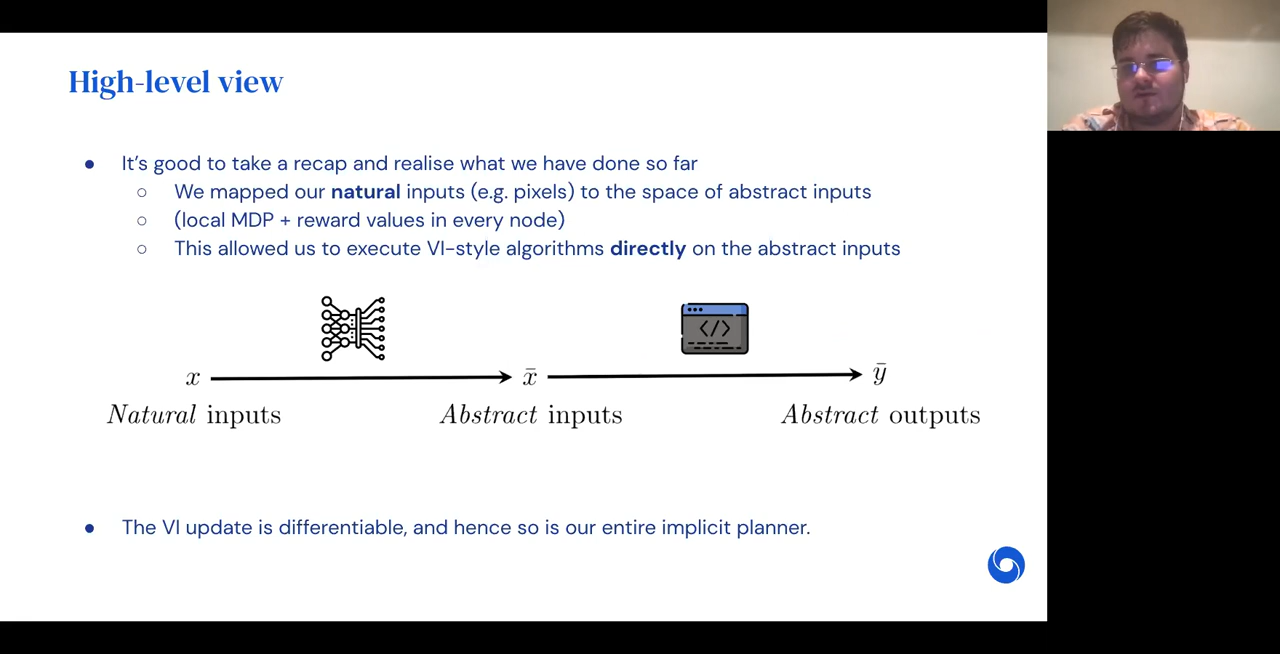 High-level view
● It's good to take a recap and realise what we have done so far
○ We mapped our natural inputs (e.g. pixels) to the space of abstract inputs
○ (local MDP + reward values in every node)
○ This allowed us to execute VI-style algorithms directly on the abstract inputs
</>
x x̄ ȳ
Natural inputs Abstract inputs Abstract outputs
● The VI update is differentiable, and hence so is our entire implicit planner.